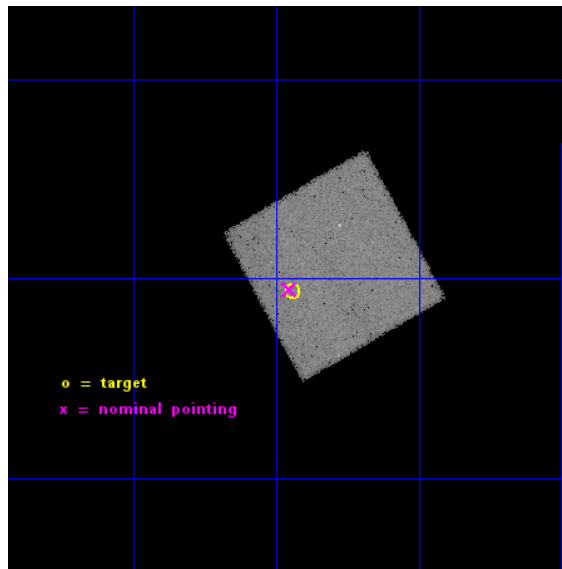 o = target
x = nominal pointing